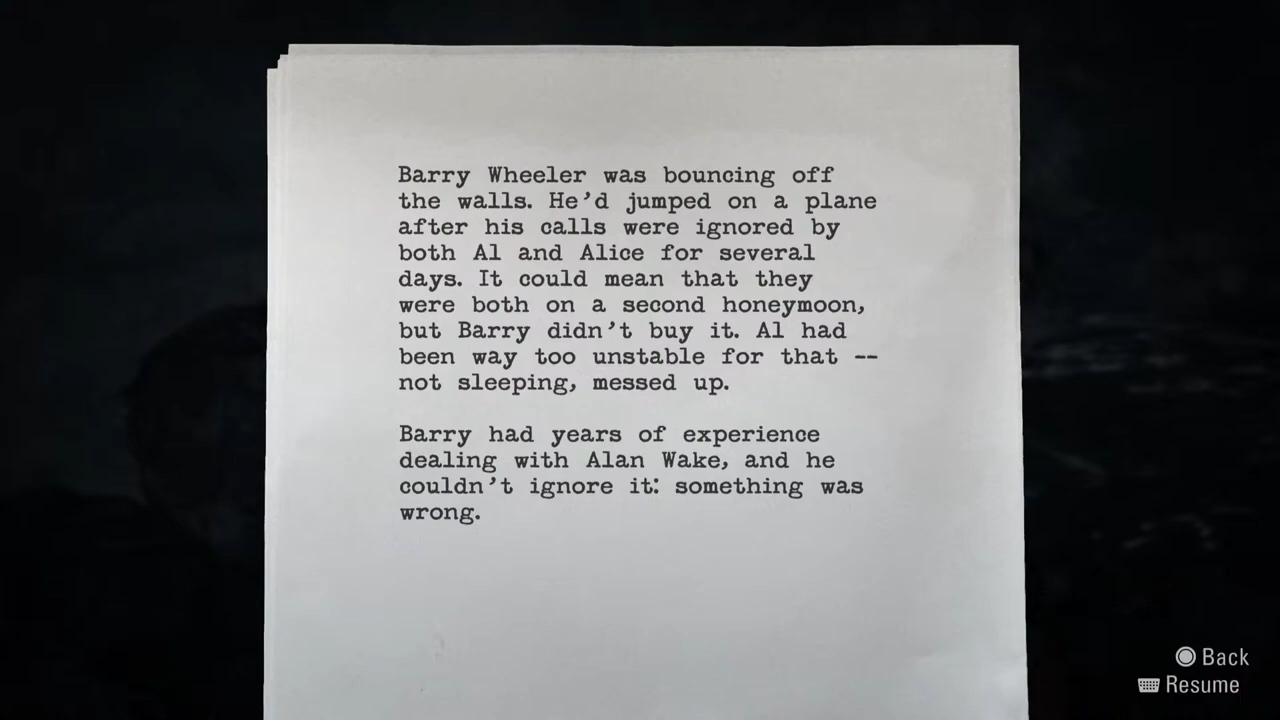 Barry Wheeler was bouncing off
the walls. He’d jumped on a plane
after his calls were ignored by
both Al and Alice for several
days. It could mean that they
were both on a second honeymoon,
but Barry didn’t buy it. Al had
been way too unstable for that --
not sleeping, messed up.
Barry had years of experience
dealing with Alan Wake, and he
couldn’t ignore it: something was
wrong.
Back
Resume